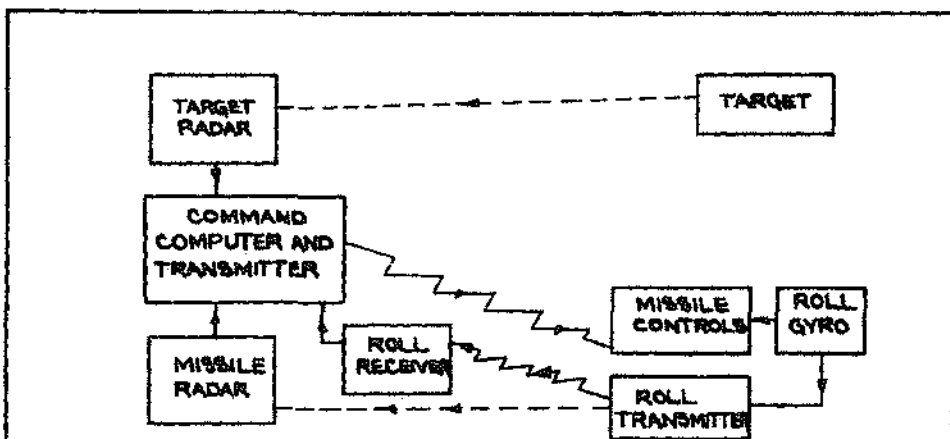 TARGET
RADAR
TARGET
COMMAND
COMPUTER AND
TRANSMITTER
MISSILE
CONTROLS
ROLL
GYRO
ROLL
RECEIVER
MISSILE
RADAR
ROLL
TRANSMITTER